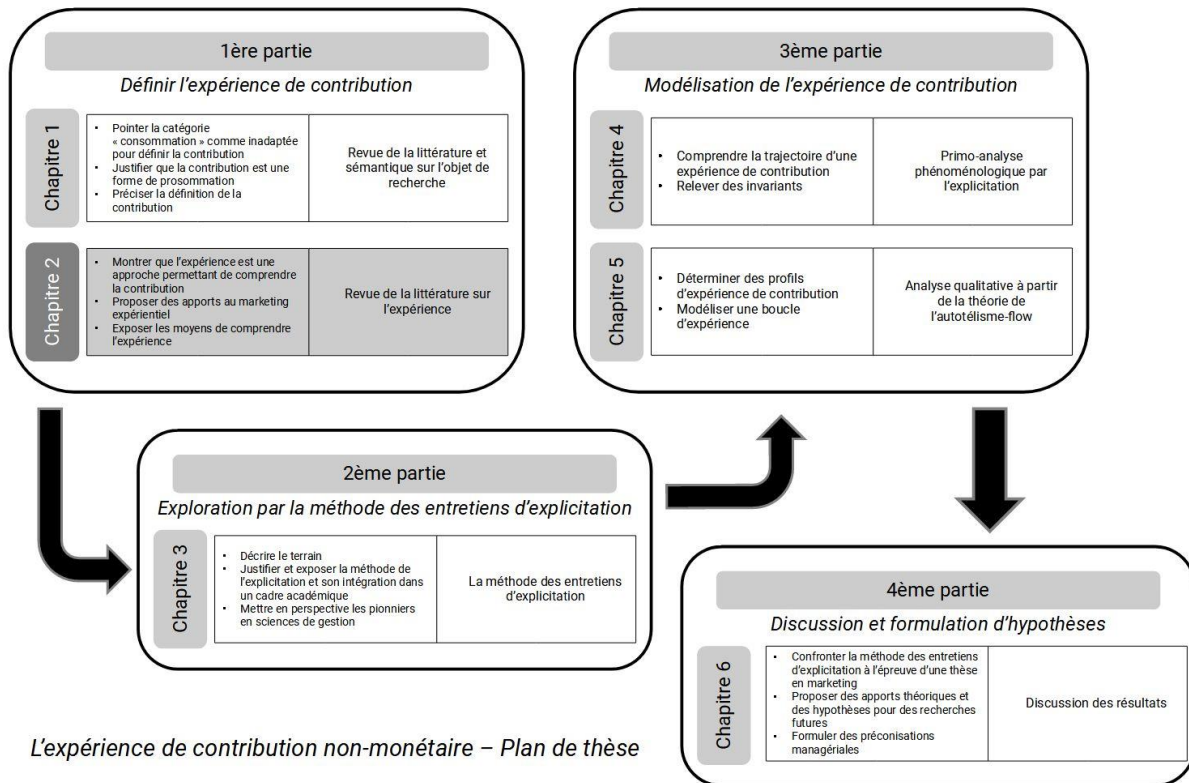 1ère partie
Définir l'expérience de contribution
Chapitre 1
• Pointer la catégorie
« consommation » comme inadaptée
pour définir la contribution
• Justifier que la contribution est une
forme de prosommation
• Préciser la définition de la
contribution
Revue de la littérature et
sémantique sur l'objet de
recherche
Chapitre 2
• Montrer que l'expérience est une
approche permettant de comprendre
la contribution
• Proposer des apports au marketing
expérientiel
• Exposer les moyens de comprendre
l'expérience
Revue de la littérature sur
l'expérience
2ème partie
Exploration par la méthode des entretiens d'explicitation
Chapitre 3
• Décrire le terrain
• Justifier et exposer la méthode de
l'explicitation et son intégration dans
un cadre académique
• Mettre en perspective les pionniers
en sciences de gestion
La méthode des entretiens
d'explicitation
3ème partie
Modélisation de l'expérience de contribution
Chapitre 4
• Comprendre la trajectoire d'une
expérience de contribution
• Relever des invariants
Primo-analyse
phénoménologique par
l'explicitation
Chapitre 5
• Déterminer des profils
d'expérience de contribution
• Modéliser une boucle
d'expérience
Analyse qualitative à partir
de la théorie de
l'autotélisme-flow
4ème partie
Discussion et formulation d'hypothèses
Chapitre 6
• Confronter la méthode des entretiens
d'explicitation à l'épreuve d'une thèse
en marketing
• Proposer des apports théoriques et
des hypothèses pour des recherches
futures
• Formuler des préconisations
managériales
Discussion des résultats
L'expérience de contribution non-monétaire – Plan de thèse